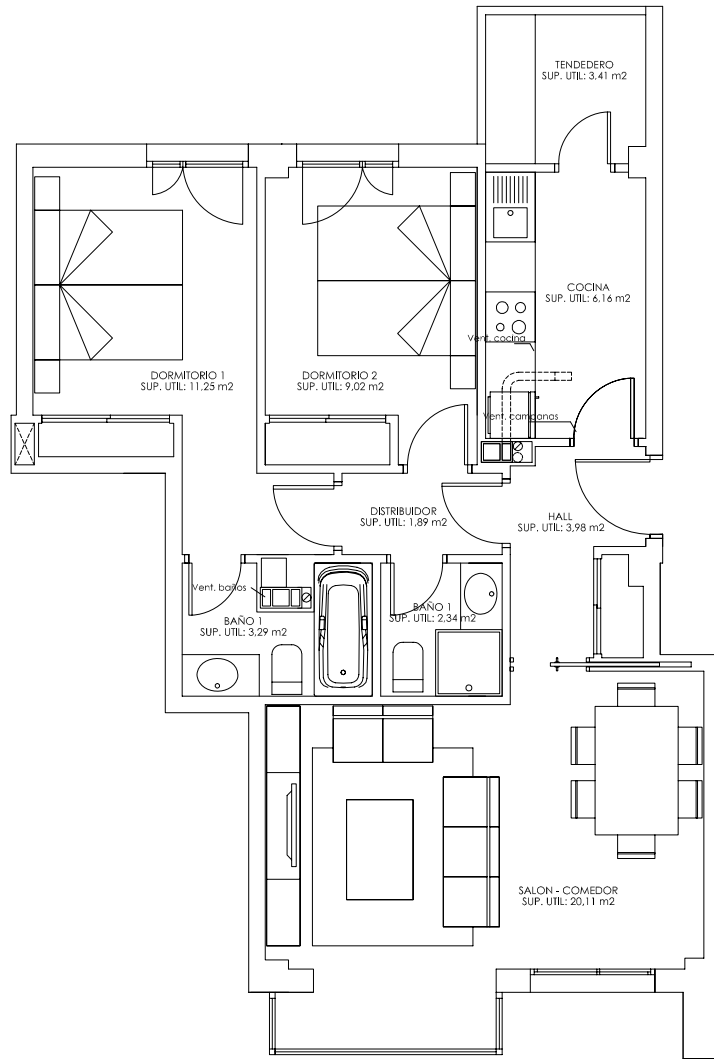 TENDEDERO
SUP. UTIL: 3,41 m2
COCINA
SUP. UTIL: 6,16 m2
Vent. cocina
DORMITORIO 1
SUP. UTIL: 11,25 m2
DORMITORIO 2
SUP. UTIL: 9,02 m2
Vent. campanas
DISTRIBUIDOR
SUP. UTIL: 1,89 m2
HALL
SUP. UTIL: 3,98 m2
Vent. baños
BAÑO 1
SUP. UTIL: 3,29 m2
BAÑO 1
SUP. UTIL: 2,34 m2
SALON - COMEDOR
SUP. UTIL: 20,11 m2